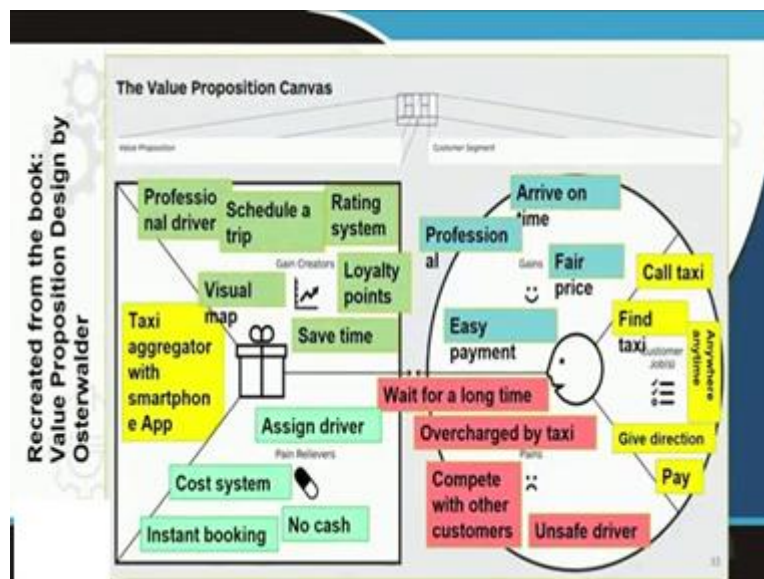 Recreated from the book:
Value Proposition Design by
Osterwalder
The Value Proposition Canvas
Value Proposition
Customer Segment
Professio
nal driver
Schedule a
trip
Rating
system
Gain Creators
Loyalty
points
Visual
map
Save time
Taxi
aggregator
with
smartphon
e App
Assign driver
Pain Relievers
Cost system
No cash
Instant booking
Arrive on
time
Profession
al
Gains
Fair
price
Easy
payment
Call taxi
Find
taxi
Customer
Job(s)
Anywhere
anytime
Give direction
Pay
Wait for a long time
Overcharged by taxi
Pains
Compete
with other
customers
Unsafe driver